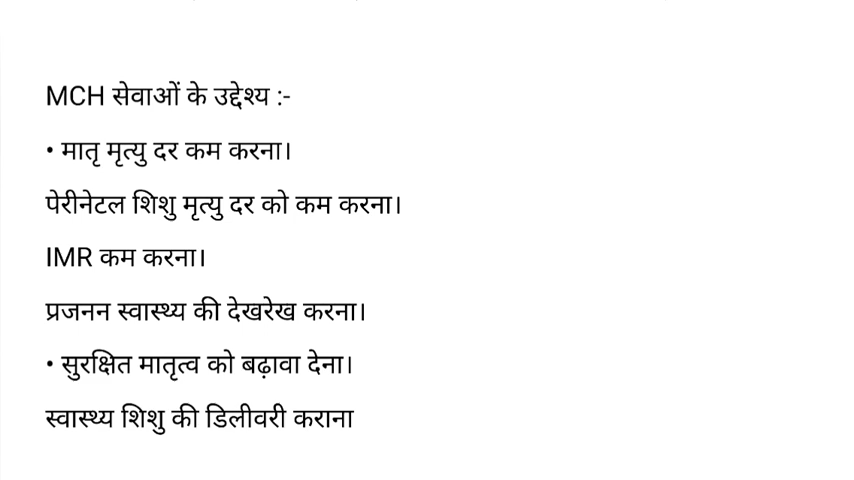 MCH सेवाओं के उद्देश्य :-
• मातृ मृत्यु दर कम करना।
पेरीनेटल शिशु मृत्यु दर को कम करना।
IMR कम करना।
प्रजनन स्वास्थ्य की देखरेख करना।
• सुरक्षित मातृत्व को बढ़ावा देना।
स्वास्थ्य शिशु की डिलीवरी कराना